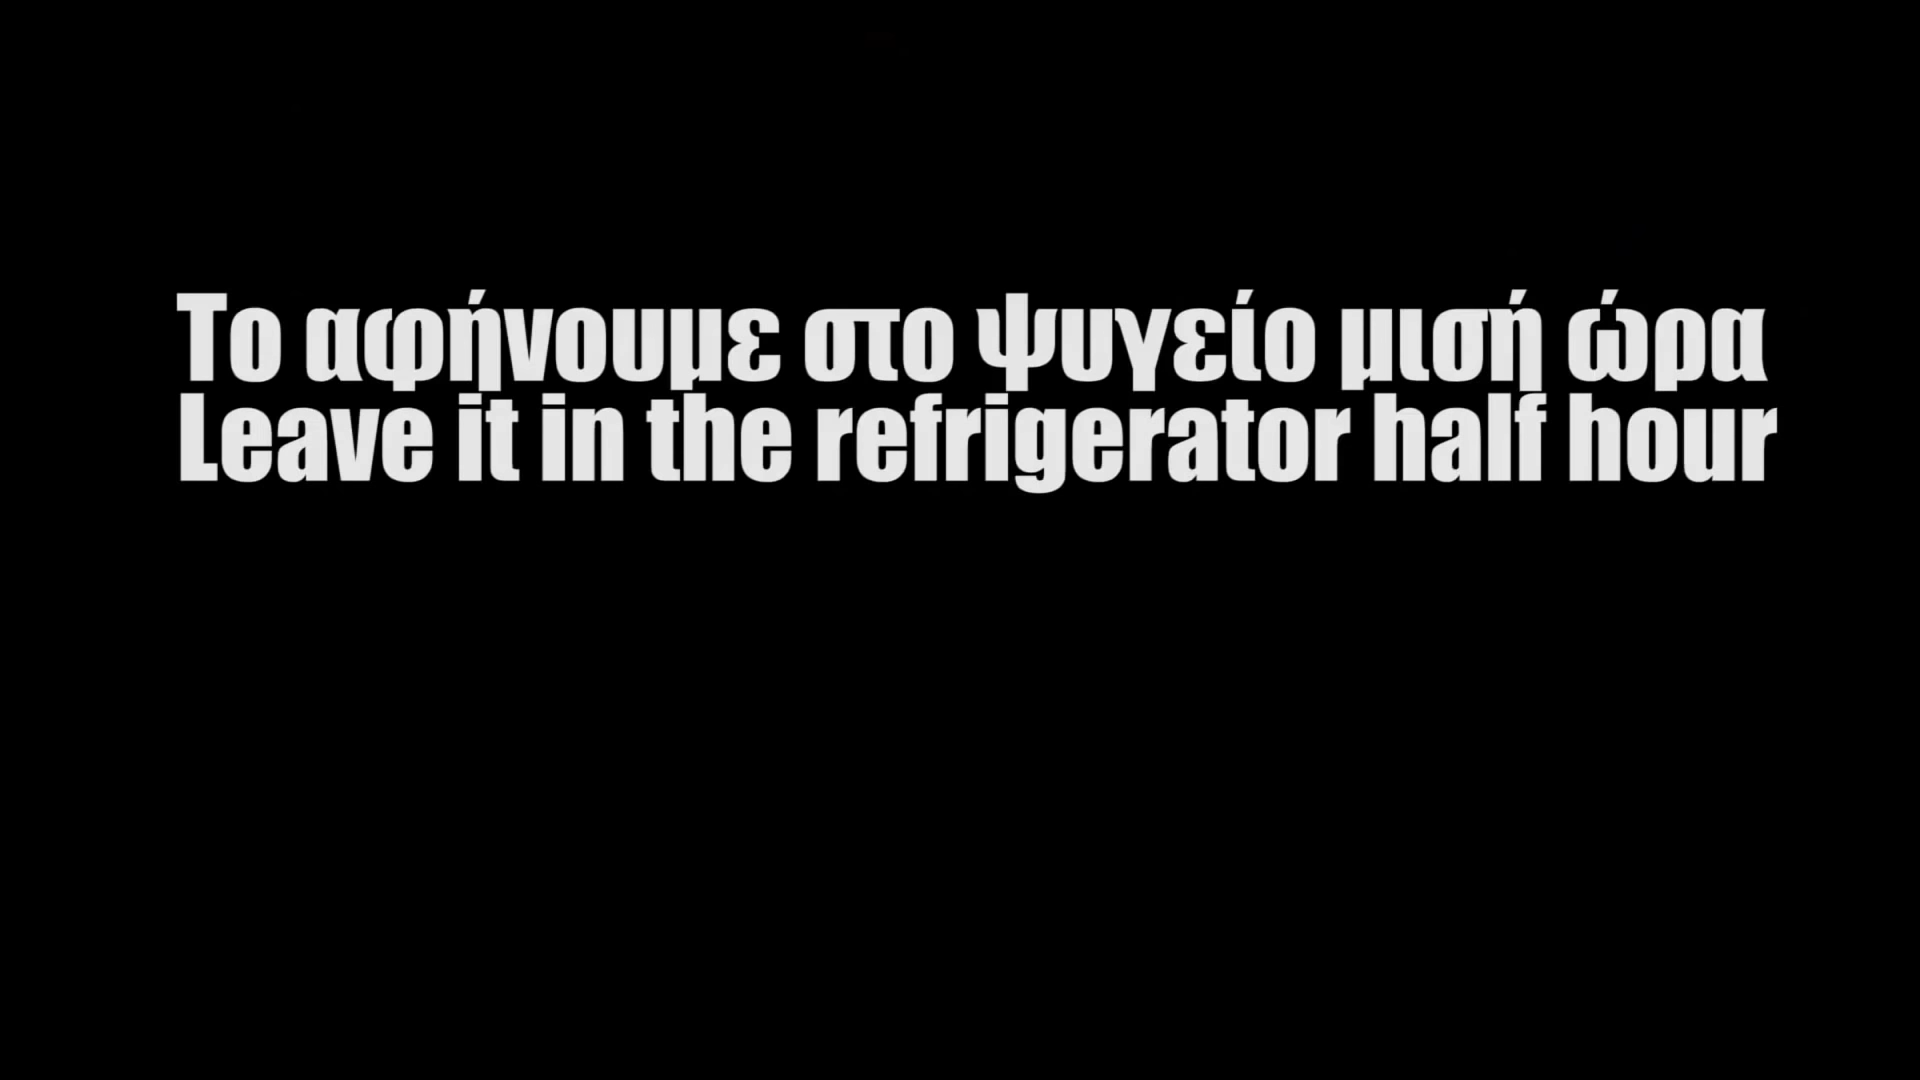 Το αφήνουμε στο ψυγείο μισή ώρα
Leave it in the refrigerator half hour